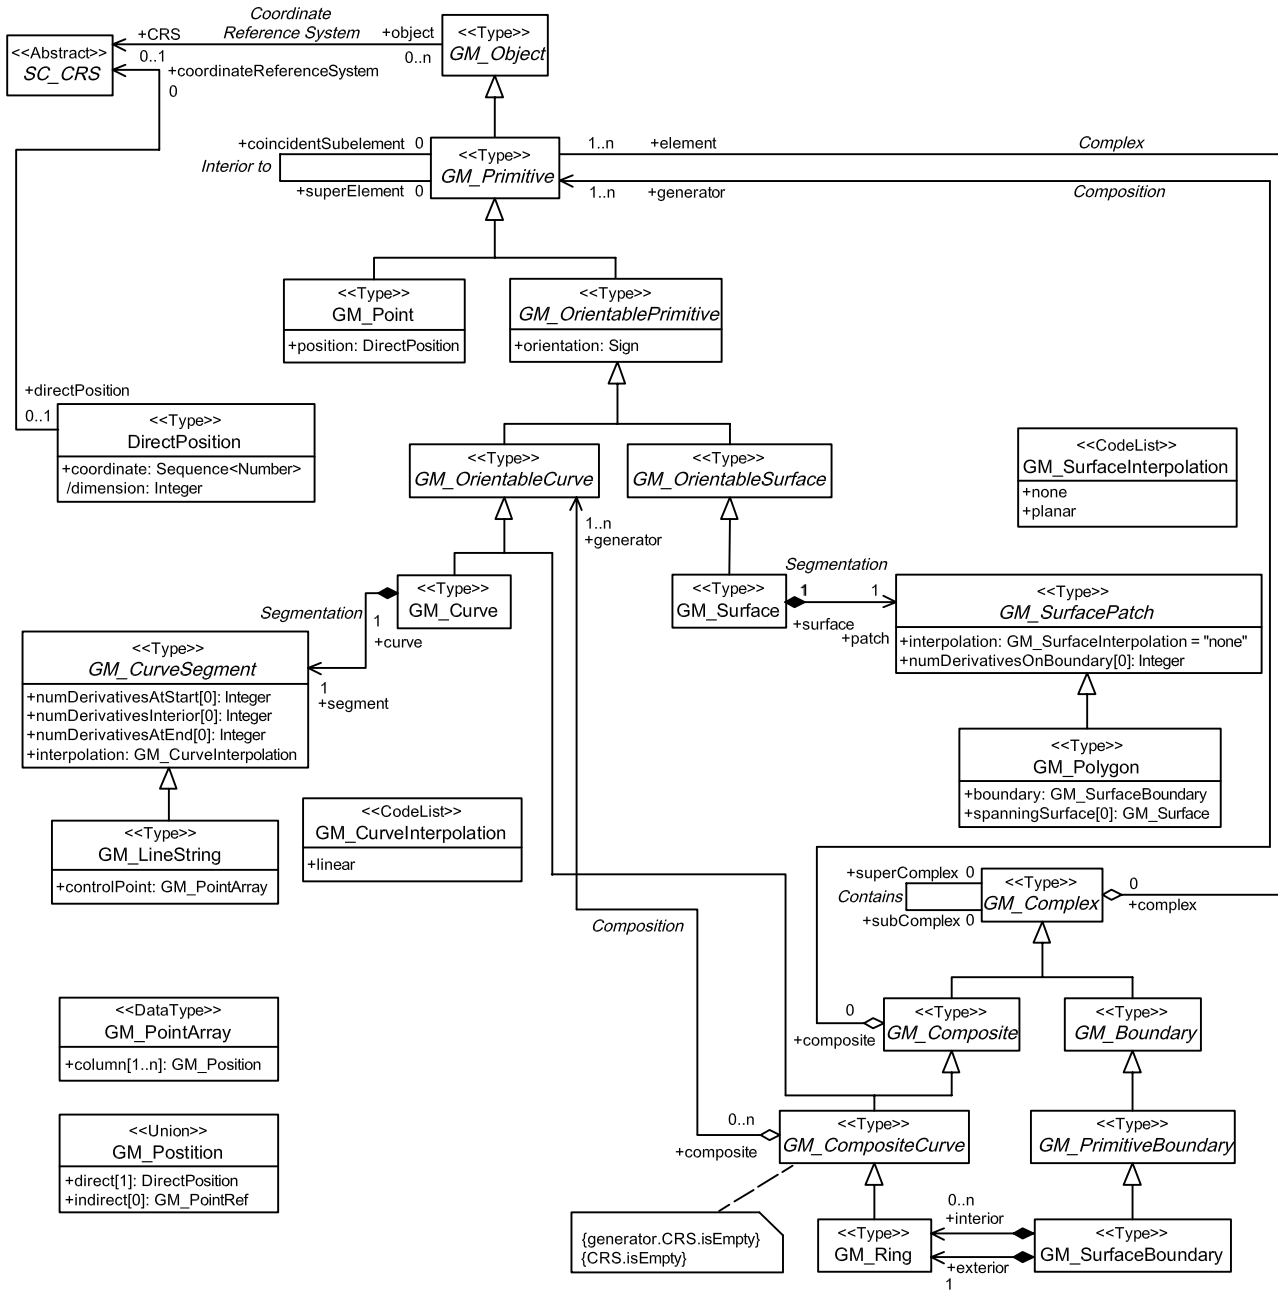 Coordinate
Reference System
+CRS
0..1
+object
0..n
<<Type>>
GM_Object
<<Abstract>>
SC_CRS
+coordinateReferenceSystem
0
+coincidentSubelement 0
Interior to
+superElement 0
<<Type>>
GM_Primitive
1..n +element
Complex
1..n +generator
Composition
<<Type>>
GM_Point
+position: DirectPosition
<<Type>>
GM_OrientablePrimitive
+orientation: Sign
+directPosition
0..1
<<Type>>
DirectPosition
+coordinate: Sequence<Number>
/dimension: Integer
<<Type>>
GM_OrientableCurve
<<Type>>
GM_OrientableSurface
<<CodeList>>
GM_SurfaceInterpolation
+none
+planar
1..n
+generator
Segmentation
<<Type>>
GM_Curve
1
+curve
<<Type>>
GM_Surface
Segmentation
1
+surface
1
+patch
<<Type>>
GM_SurfacePatch
+interpolation: GM_SurfaceInterpolation = "none"
+numDerivativesOnBoundary[0]: Integer
<<Type>>
GM_CurveSegment
+numDerivativesAtStart[0]: Integer
+numDerivativesInterior[0]: Integer
+numDerivativesAtEnd[0]: Integer
+interpolation: GM_CurveInterpolation
1
+segment
<<Type>>
GM_Polygon
+boundary: GM_SurfaceBoundary
+spanningSurface[0]: GM_Surface
<<Type>>
GM_LineString
+controlPoint: GM_PointArray
<<CodeList>>
GM_CurveInterpolation
+linear
+superComplex 0
Contains
+subComplex 0
<<Type>>
GM_Complex
0
+complex
Composition
<<DataType>>
GM_PointArray
+column[1..n]: GM_Position
0
+composite
<<Type>>
GM_Composite
<<Type>>
GM_Boundary
<<Union>>
GM_Postition
+direct[1]: DirectPosition
+indirect[0]: GM_PointRef
0..n
+composite
<<Type>>
GM_CompositeCurve
<<Type>>
GM_PrimitiveBoundary
{generator.CRS.isEmpty}
{CRS.isEmpty}
<<Type>>
GM_Ring
0..n
+interior
+exterior
1
<<Type>>
GM_SurfaceBoundary